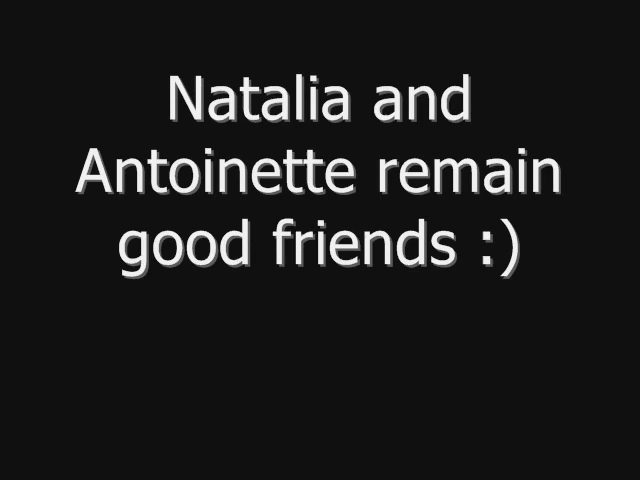 Natalia and
Antoinette remain
good friends :)